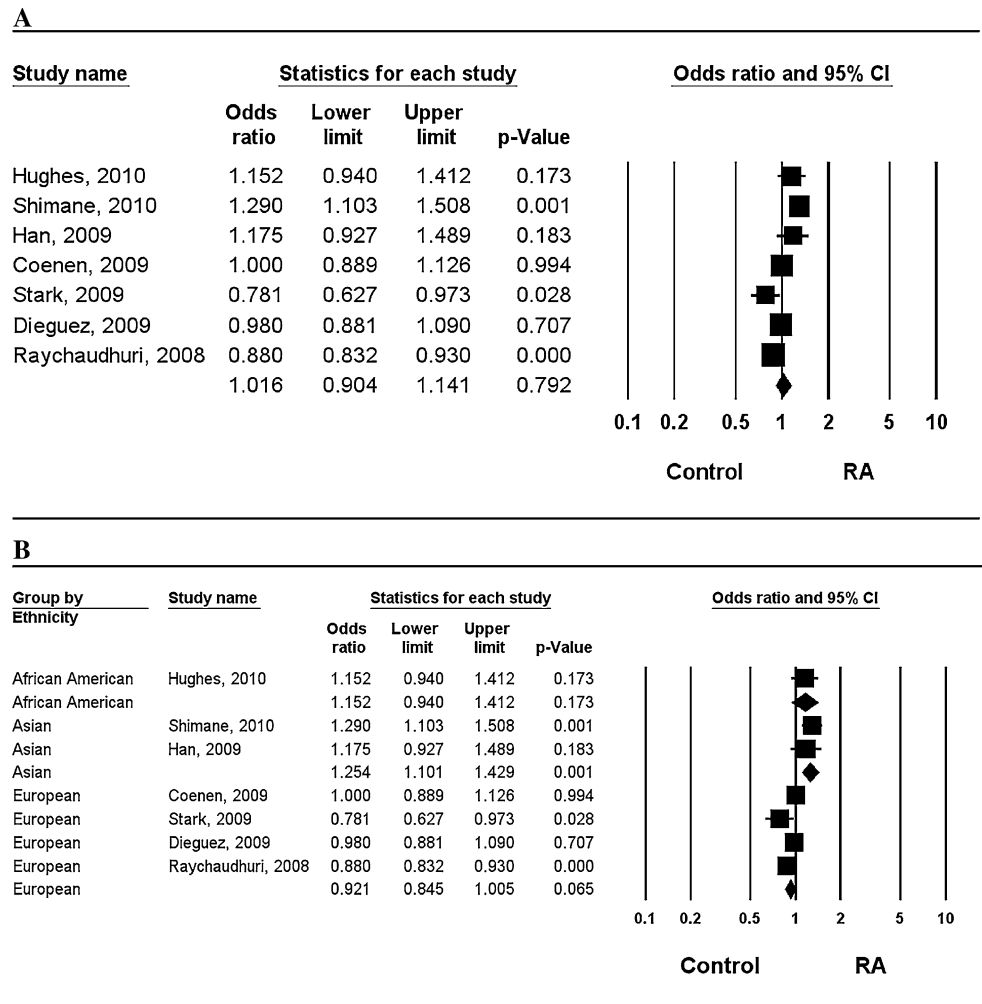 A
Study name Statistics for each study Odds ratio and 95% CI
Odds Lower Upper
ratio limit limit p-Value
Hughes, 2010 1.152 0.940 1.412 0.173
Shimane, 2010 1.290 1.103 1.508 0.001
Han, 2009 1.175 0.927 1.489 0.183
Coenen, 2009 1.000 0.889 1.126 0.994
Stark, 2009 0.781 0.627 0.973 0.028
Dieguez, 2009 0.980 0.881 1.090 0.707
Raychaudhuri, 2008 0.880 0.832 0.930 0.000
1.016 0.904 1.141 0.792
0.1 0.2 0.5 1 2 5 10
Control RA
B
Group by Study name Statistics for each study Odds ratio and 95% CI
Ethnicity
Odds Lower Upper
ratio limit limit p-Value
African American Hughes, 2010 1.152 0.940 1.412 0.173
African American 1.152 0.940 1.412 0.173
Asian Shimane, 2010 1.290 1.103 1.508 0.001
Asian Han, 2009 1.175 0.927 1.489 0.183
Asian 1.254 1.101 1.429 0.001
European Coenen, 2009 1.000 0.889 1.126 0.994
European Stark, 2009 0.781 0.627 0.973 0.028
European Dieguez, 2009 0.980 0.881 1.090 0.707
European Raychaudhuri, 2008 0.880 0.832 0.930 0.000
European 0.921 0.845 1.005 0.065
0.1 0.2 0.5 1 2 5 10
Control RA